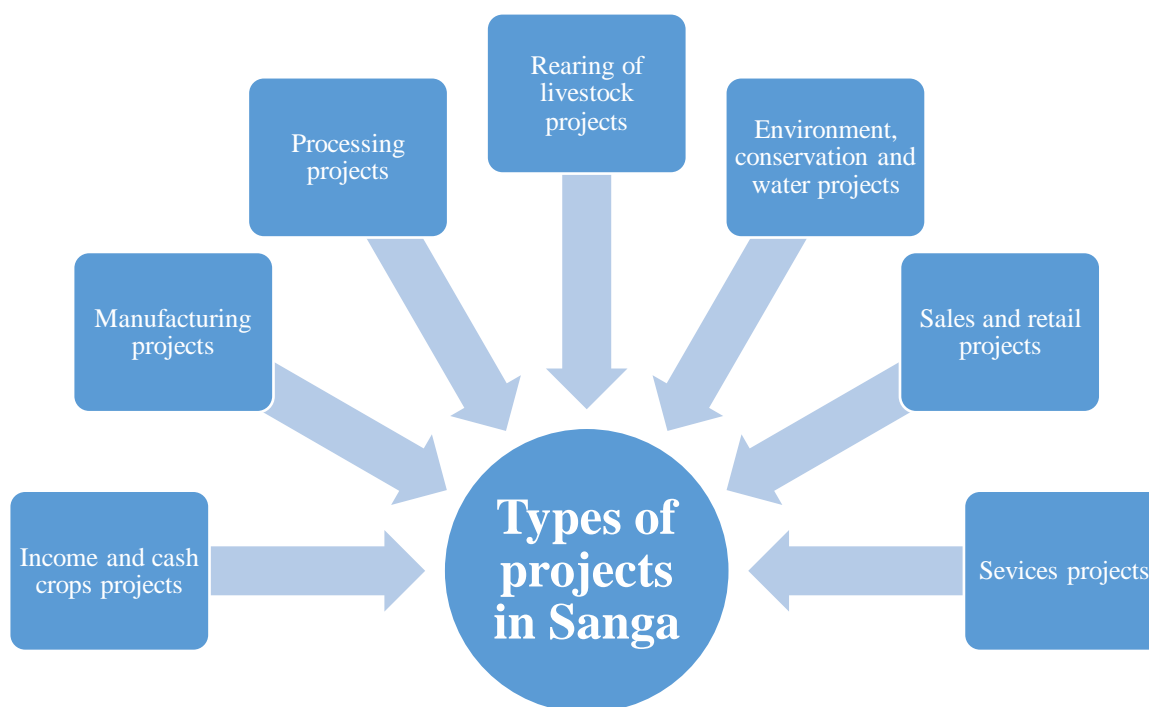 Rearing of
livestock
projects
Processing
projects
Environment,
conservation and
water projects
Manufacturing
projects
Sales and retail
projects
Income and cash
crops projects
Sevices projects
Types of
projects
in Sanga